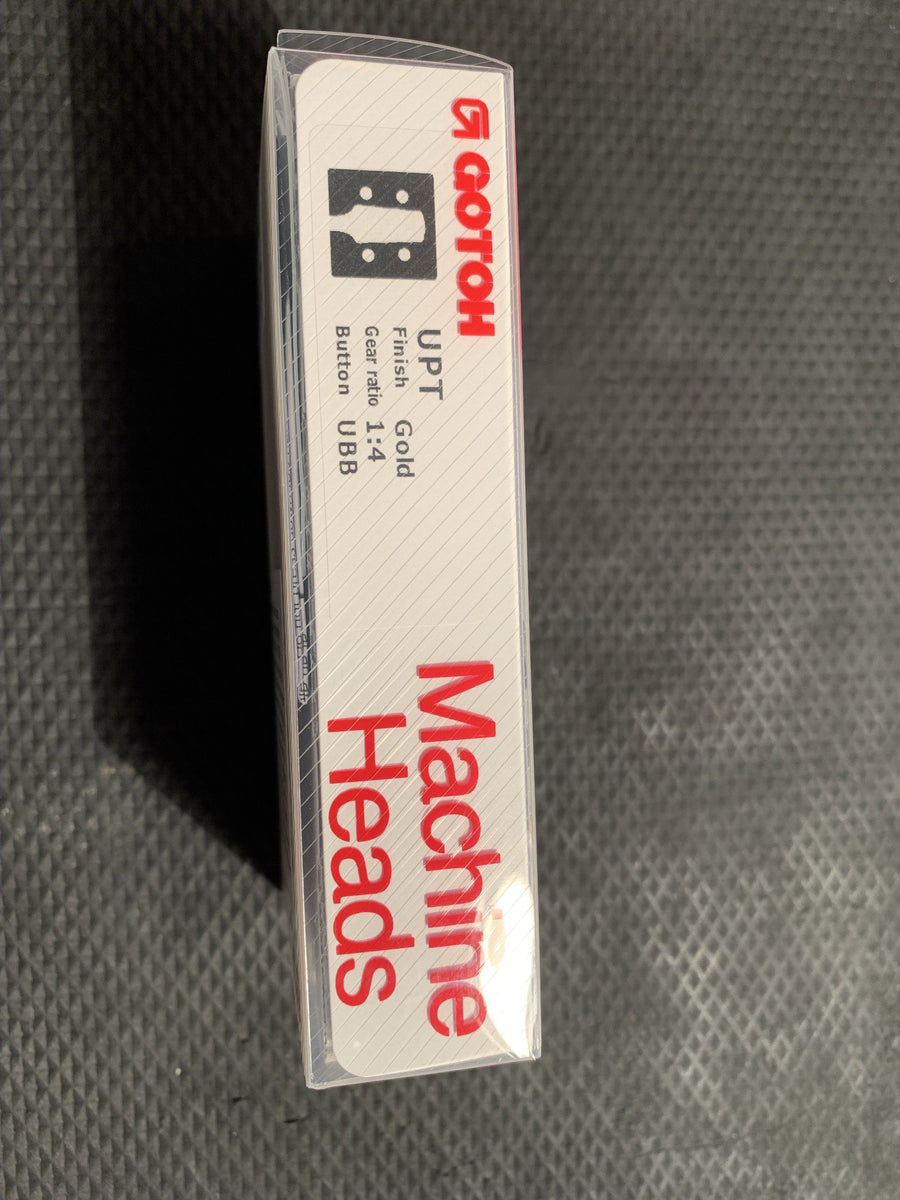 GOTOH
UPT
Finish Gold
Gear ratio 1:4
Button UBB
Machine
Heads